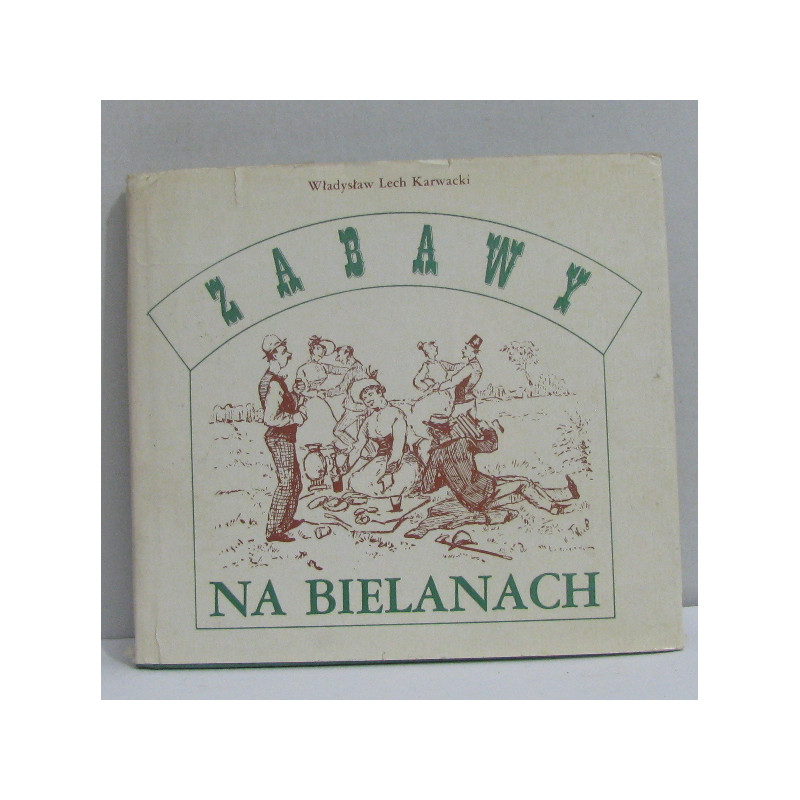 Władysław Lech Karwacki
ZABAWY
NA BIELANACH